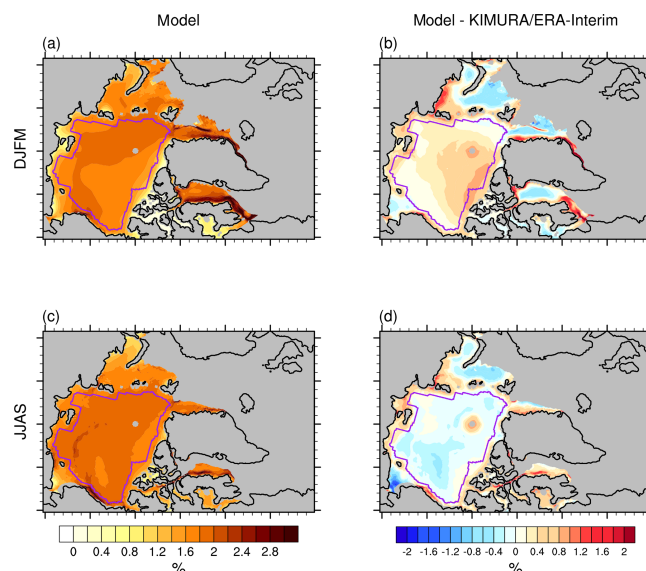 Model
Model - KIMURA/ERA-Interim
(a)
(b)
DJFM
(c)
(d)
JJAS
0 0.4 0.8 1.2 1.6 2 2.4 2.8
-2 -1.6 -1.2 -0.8 -0.4 0 0.4 0.8 1.2 1.6 2
%
%